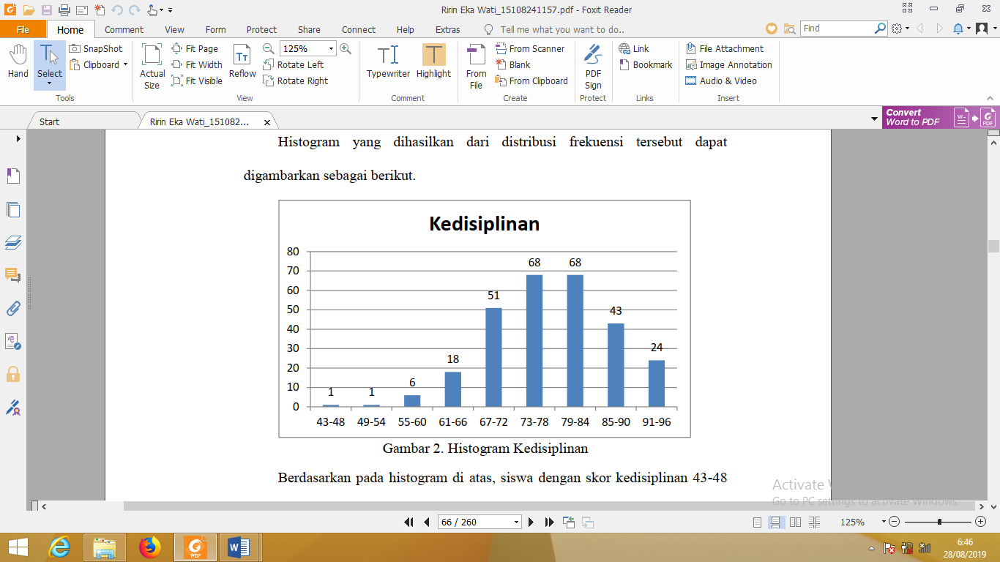 Ririn Eka Wati_15108241157.pdf - Foxit Reader
File Home Comment View Form Protect Share Connect Help Extras Tell me what you want to do.. Find
Hand
Select
SnapShot
Clipboard
Tools
Actual Size
Fit Page
Fit Width
Fit Visible
Reflow
125%
Rotate Left
Rotate Right
View
Typewriter
Highlight
Comment
From File
From Scanner
Blank
From Clipboard
Create
PDF Sign
Protect
Link
Bookmark
Links
File Attachment
Image Annotation
Audio & Video
Insert
Start
Ririn Eka Wati_151082...
Convert
Word to PDF
Histogram yang dihasilkan dari distribusi frekuensi tersebut dapat
digambarkan sebagai berikut.
Kedisiplinan
80
70
60
50
40
30
20
10
0
1 1 6 18 51 68 68 43 24
43-48 49-54 55-60 61-66 67-72 73-78 79-84 85-90 91-96
Gambar 2. Histogram Kedisiplinan
Berdasarkan pada histogram di atas, siswa dengan skor kedisiplinan 43-48
Activate Windows
Go to PC settings to activate Windows.
66 / 260
125%
PDF
6:46
28/08/2019